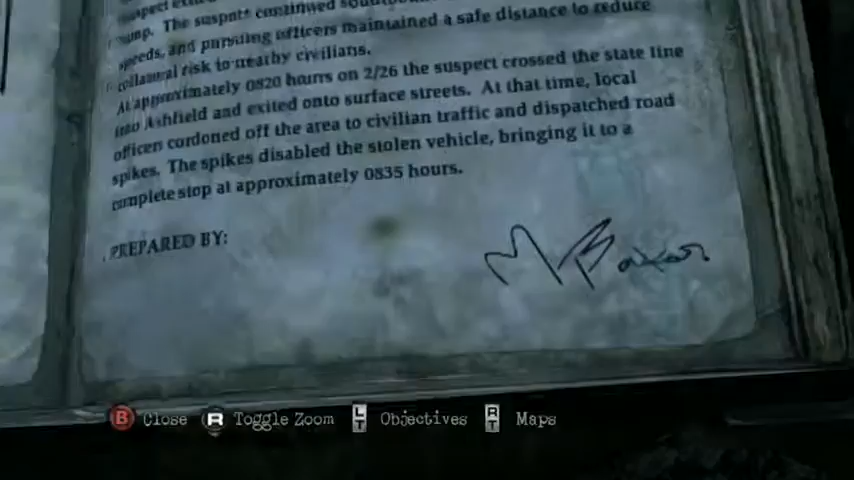 The suspect continued
speeds, and pursuing officers maintained a safe distance to reduce
collateral risk to nearby civilians.
At approximately 0820 hours on 2/26 the suspect crossed the state line
into Ashfield and exited onto surface streets. At that time, local
officers cordoned off the area to civilian traffic and dispatched road
spikes. The spikes disabled the stolen vehicle, bringing it to a
complete stop at approximately 0835 hours.
PREPARED BY:
M Baker
B Close R Toggle Zoom LT Objectives RT Maps